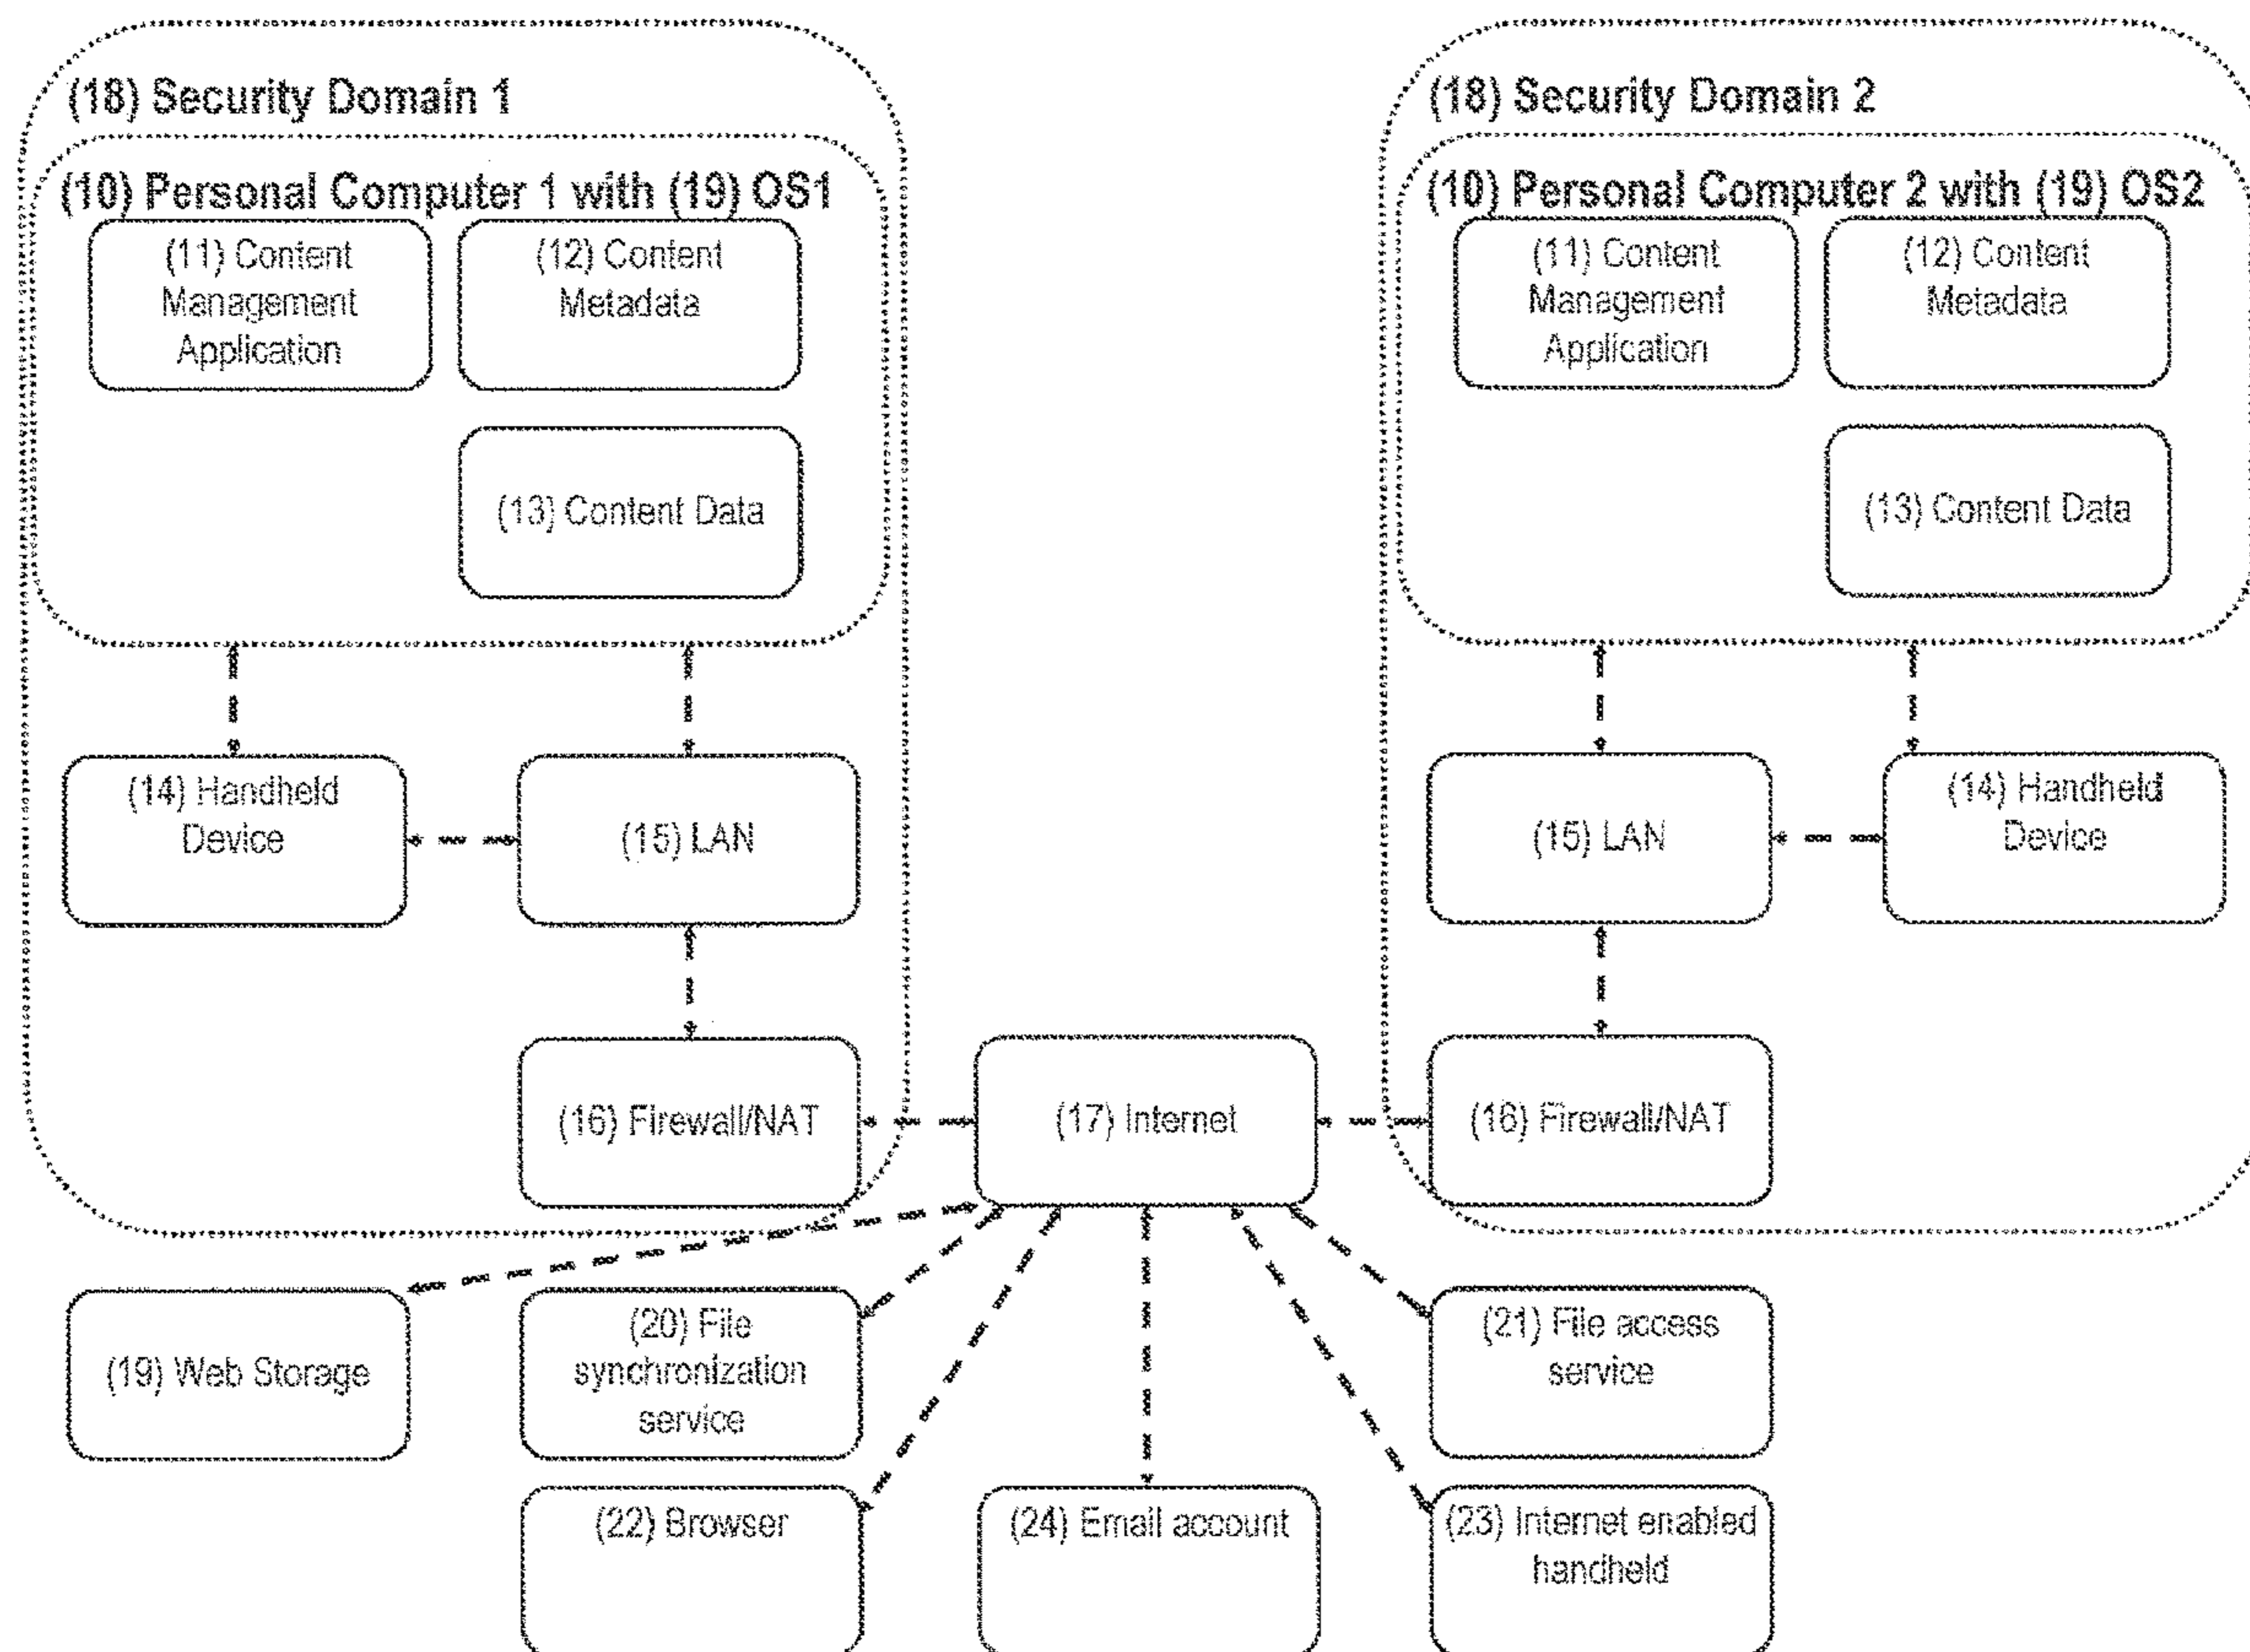 (18) Security Domain 1
(10) Personal Computer 1 with (19) OS1
(11) Content
Management
Application
(12) Content
Metadata
(13) Content Data
(14) Handheld
Device
(15) LAN
(16) Firewall/NAT
(18) Security Domain 2
(10) Personal Computer 2 with (19) OS2
(11) Content
Management
Application
(12) Content
Metadata
(13) Content Data
(15) LAN
(14) Handheld
Device
(16) Firewall/NAT
(17) Internet
(19) Web Storage
(20) File
synchronization
service
(21) File access
service
(22) Browser
(24) Email account
(23) Internet enabled
handheld